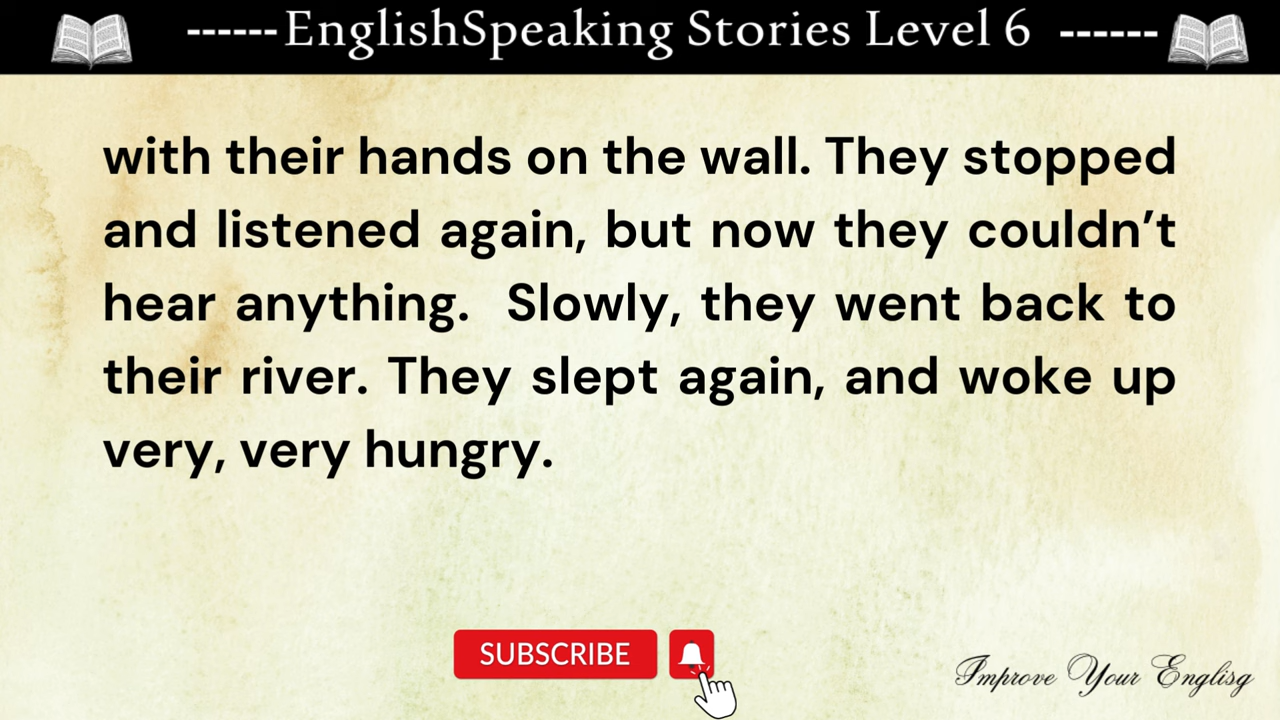 ------EnglishSpeaking Stories Level 6 ------
with their hands on the wall. They stopped
and listened again, but now they couldn’t
hear anything. Slowly, they went back to
their river. They slept again, and woke up
very, very hungry.
SUBSCRIBE
Improve Your Englisg